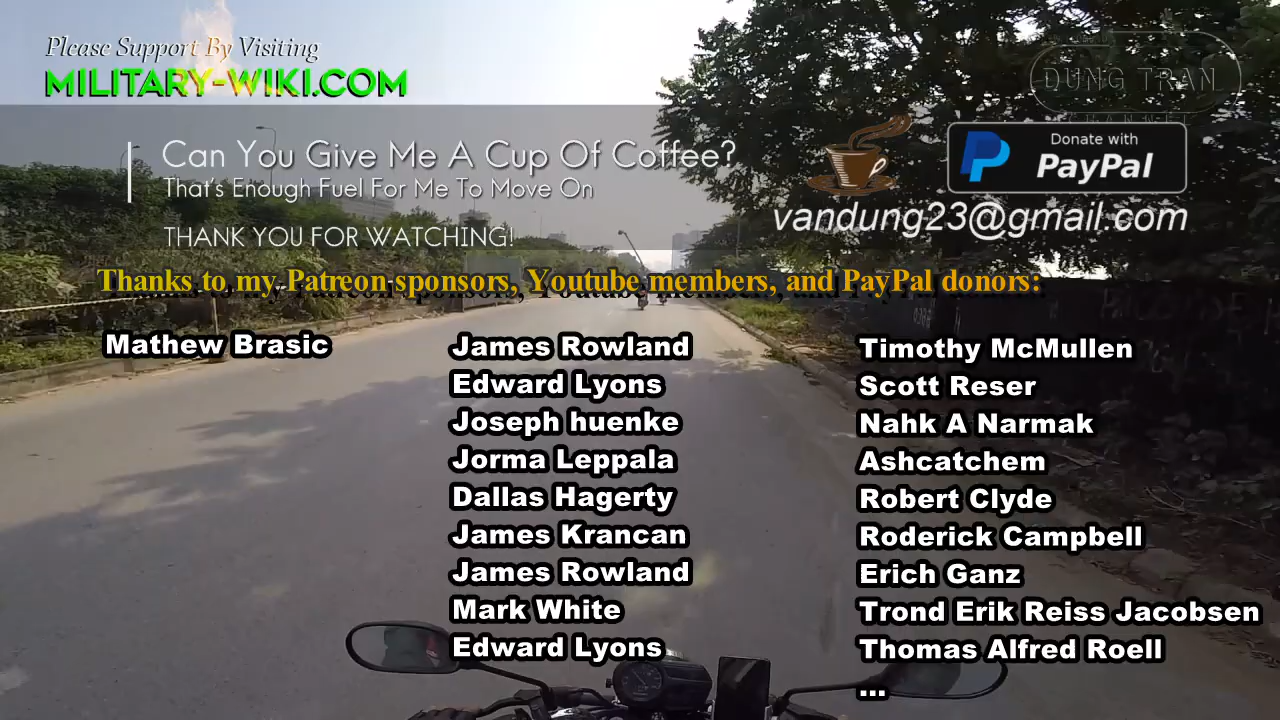 Please Support By Visiting
MILITARY-WIKI.COM
DUNG TRAN
CHANNEL
Can You Give Me A Cup Of Coffee?
That's Enough Fuel For Me To Move On
THANK YOU FOR WATCHING!
Donate with
PayPal
vandung23@gmail.com
Thanks to my Patreon sponsors, Youtube members, and PayPal donors:
Mathew Brasic
James Rowland
Edward Lyons
Joseph huenke
Jorma Leppala
Dallas Hagerty
James Krancan
James Rowland
Mark White
Edward Lyons
Timothy McMullen
Scott Reser
Nahk A Narmak
Ashcatchem
Robert Clyde
Roderick Campbell
Erich Ganz
Trond Erik Reiss Jacobsen
Thomas Alfred Roell
...